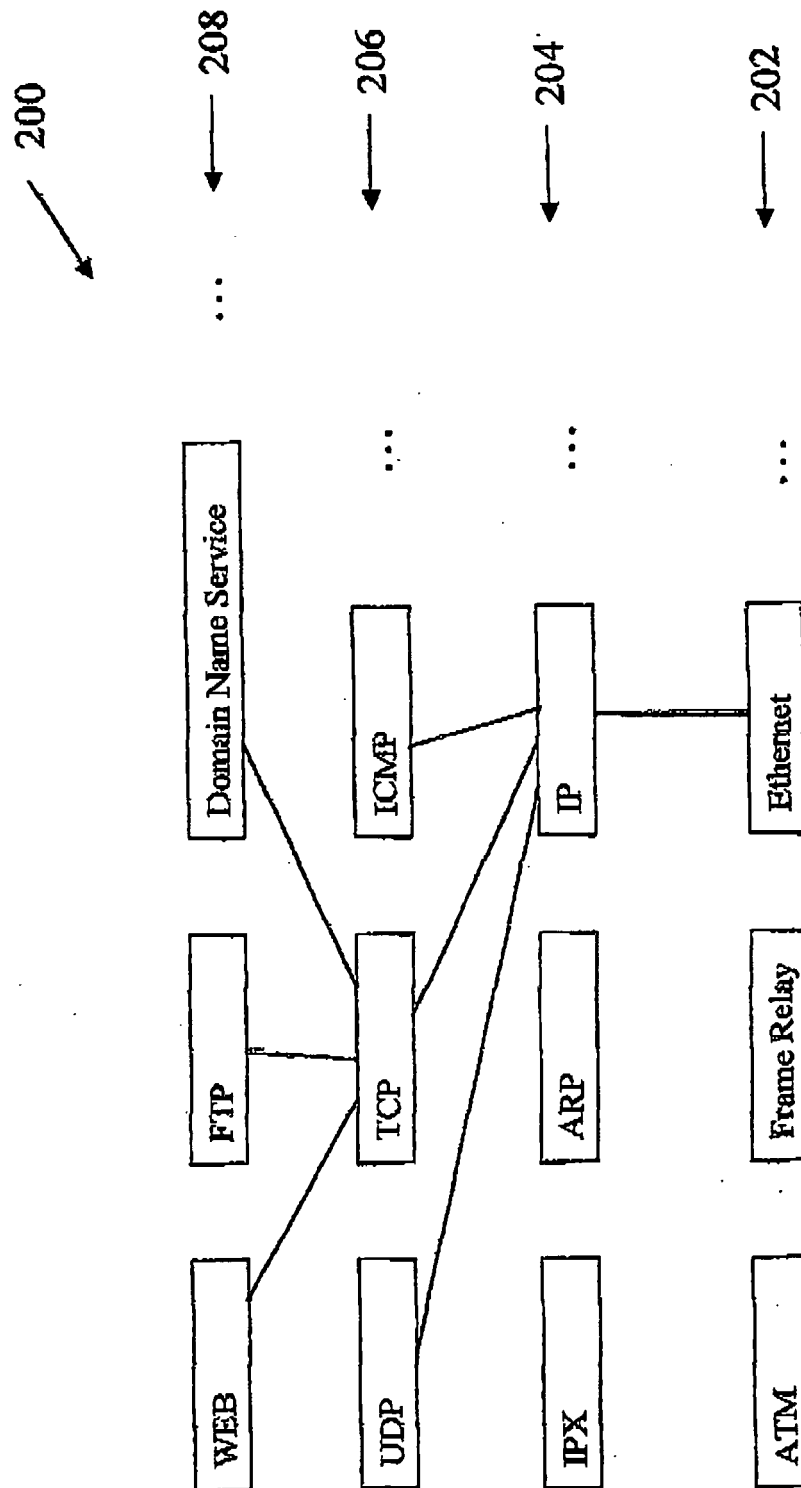 200
WEB FTP Domain Name Service ... 208
UDP TCP ICMP ... 206
IPX ARP IP ... 204
ATM Frame Relay Ethernet ... 202